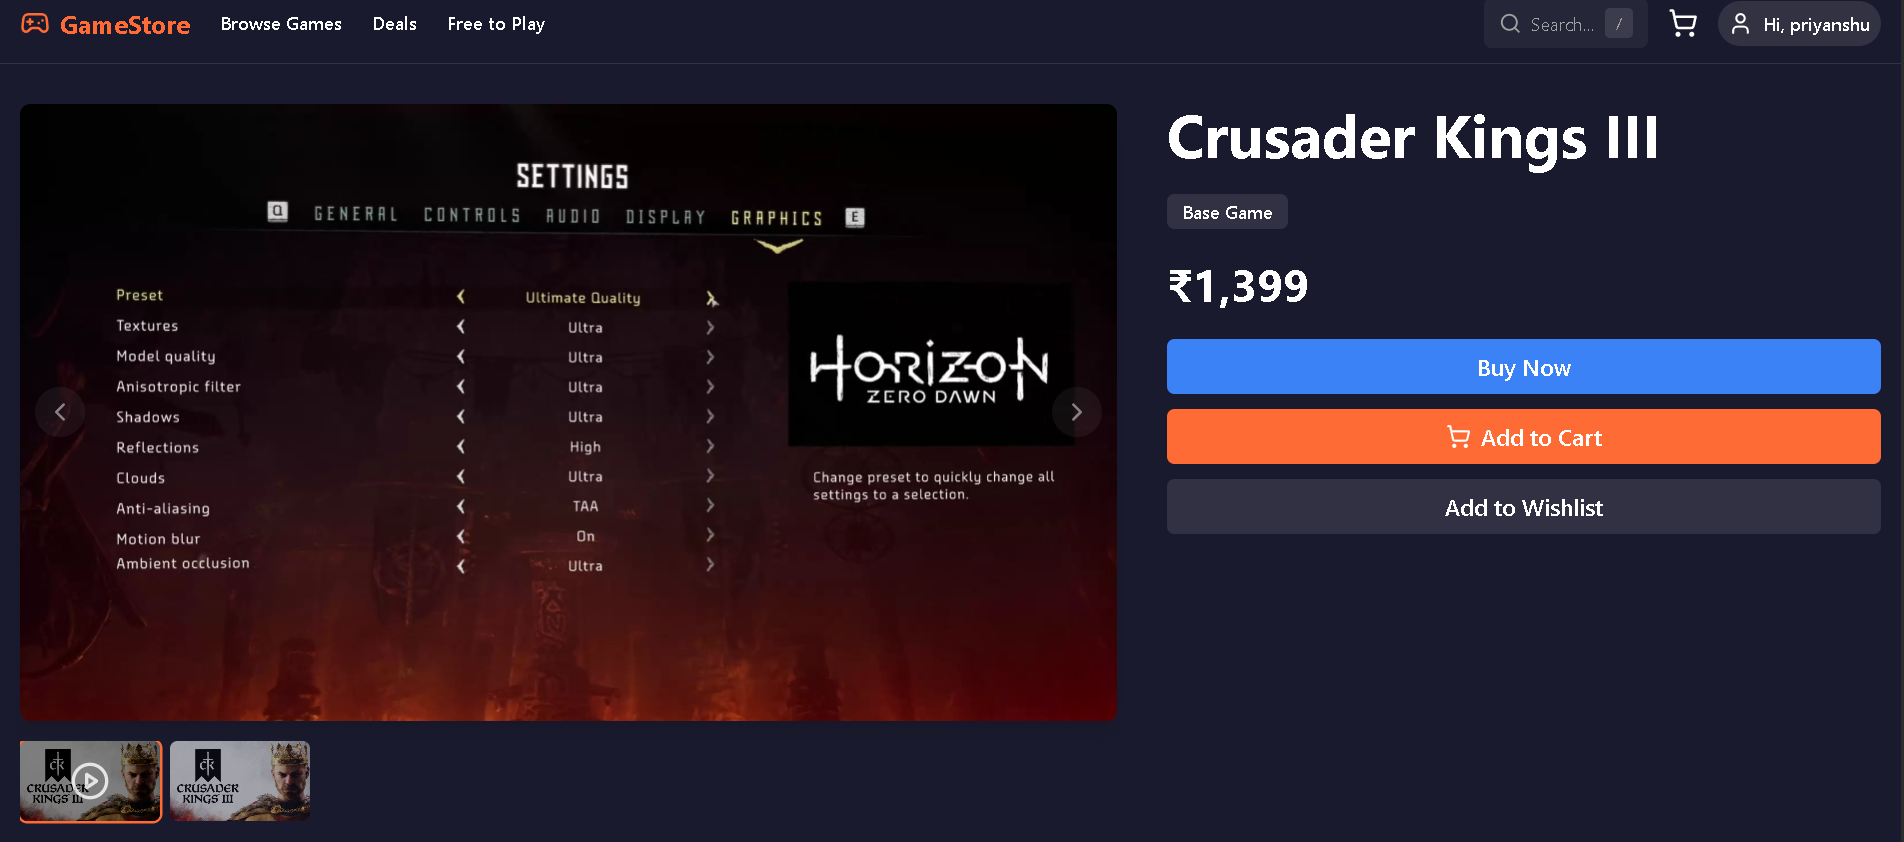 GameStore Browse Games Deals Free to Play Search... / Hi, priyanshu
SETTINGS
Q GENERAL CONTROLS AUDIO DISPLAY GRAPHICS E
Preset Ultimate Quality
Textures Ultra
Model quality Ultra
Anisotropic filter Ultra
Shadows Ultra
Reflections High
Clouds Ultra
Anti-aliasing TAA
Motion blur On
Ambient occlusion Ultra
HORIZON
ZERO DAWN
Change preset to quickly change all
settings to a selection.
Crusader Kings III
Base Game
₹1,399
Buy Now
Add to Cart
Add to Wishlist
CK
CRUSADER
KINGS III
CK
CRUSADER
KINGS III